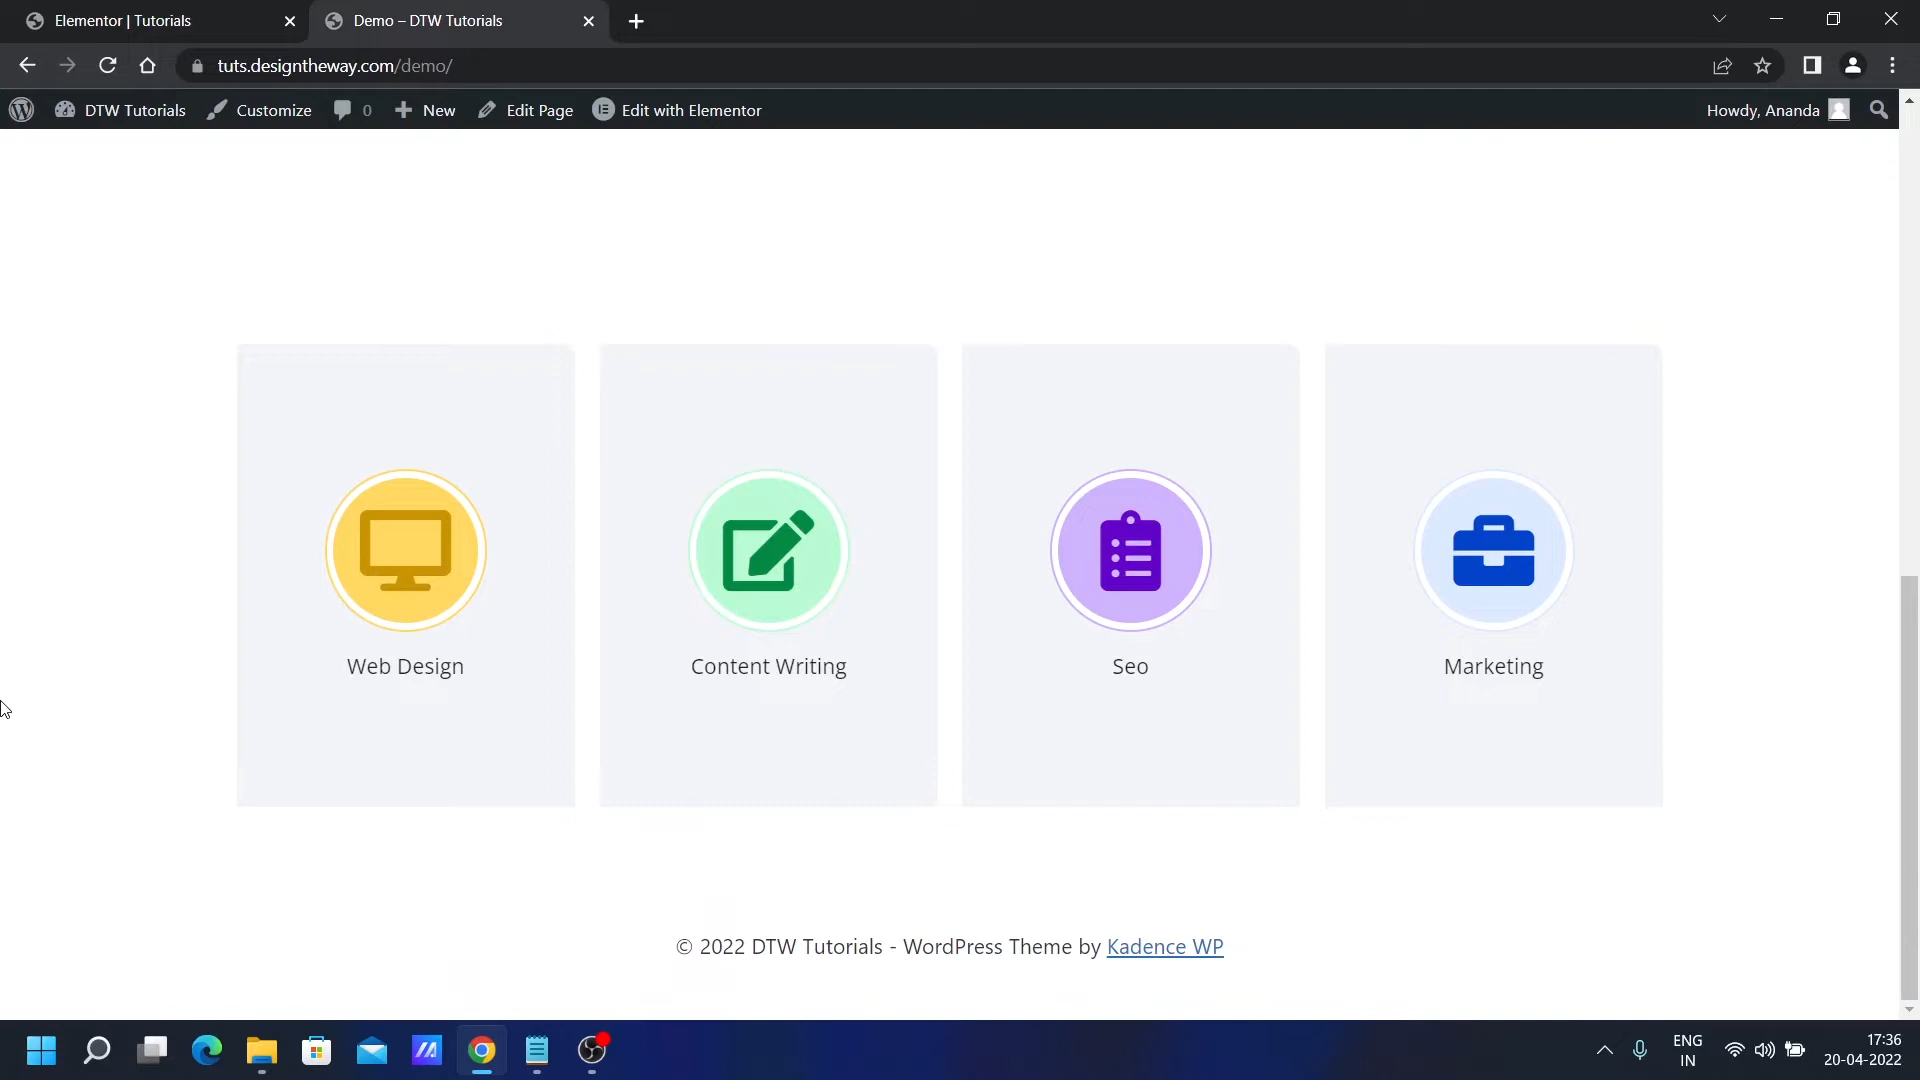 Elementor | Tutorials
Demo – DTW Tutorials
tuts.designtheway.com/demo/
DTW Tutorials Customize 0 New Edit Page Edit with Elementor Howdy, Ananda
Web Design
Content Writing
Seo
Marketing
© 2022 DTW Tutorials - WordPress Theme by Kadence WP
ENG
IN
17:36
20-04-2022